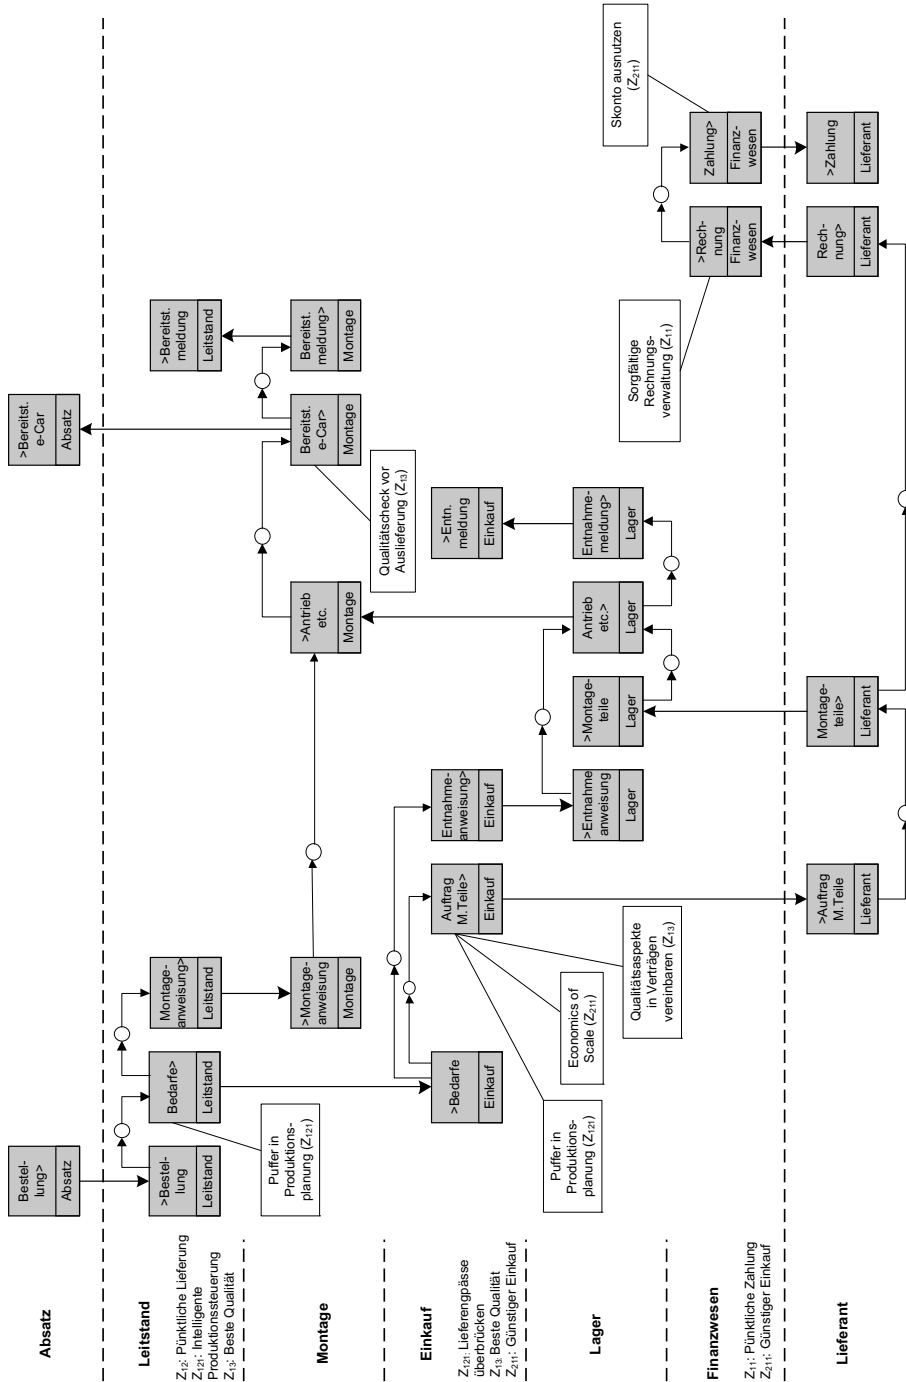 Absatz
Bestel-
lung>
Absatz
>Bereitst.
e-Car
Absatz
Leitstand
Z12: Pünktliche Lieferung
Z121: Intelligente
Produktionssteuerung
Z13: Beste Qualität
>Bestel-
lung
Leitstand
Bedarfe>
Leitstand
Montage-
anweisung>
Leitstand
>Bereitst.
meldung
Leitstand
Puffer in
Produktions-
planung (Z121)
Montage
>Montage-
anweisung
Montage
>Antrieb
etc.
Montage
Bereitst.
e-Car>
Montage
Bereitst.
meldung>
Montage
Qualitätscheck vor
Auslieferung (Z13)
Einkauf
Z121: Lieferengpässe
überbrücken
Z13: Beste Qualität
Z211: Günstiger Einkauf
>Bedarfe
Einkauf
Auftrag
M.Teile>
Einkauf
Entnahme-
anweisung>
Einkauf
>Entn.
meldung
Einkauf
Puffer in
Produktions-
planung (Z121)
Economics of
Scale (Z211)
Qualitätsaspekte
in Verträgen
vereinbaren (Z13)
Lager
>Entnahme-
anweisung
Lager
>Montage-
teile
Lager
Antrieb
etc.>
Lager
Entnahme-
meldung>
Lager
Finanzwesen
Z11: Pünktliche Zahlung
Z211: Günstiger Einkauf
Sorgfältige
Rechnungs-
verwaltung (Z11)
>Rech-
nung
Finanz-
wesen
Zahlung>
Finanz-
wesen
Skonto ausnutzen
(Z211)
Lieferant
>Auftrag
M.Teile
Lieferant
Montage-
teile>
Lieferant
Rech-
nung>
Lieferant
>Zahlung
Lieferant